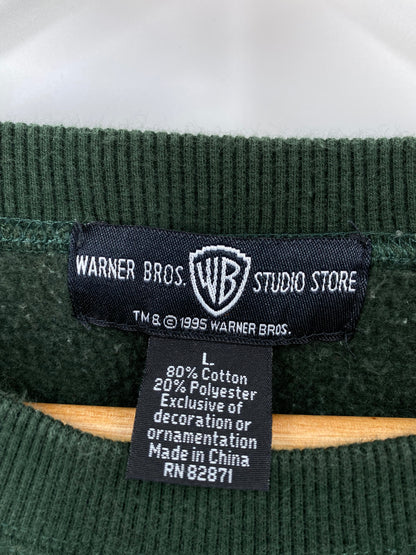 WARNER BROS. WB STUDIO STORE
TM & © 1995 WARNER BROS.
L
80% Cotton
20% Polyester
Exclusive of
decoration or
ornamentation
Made in China
RN 82871